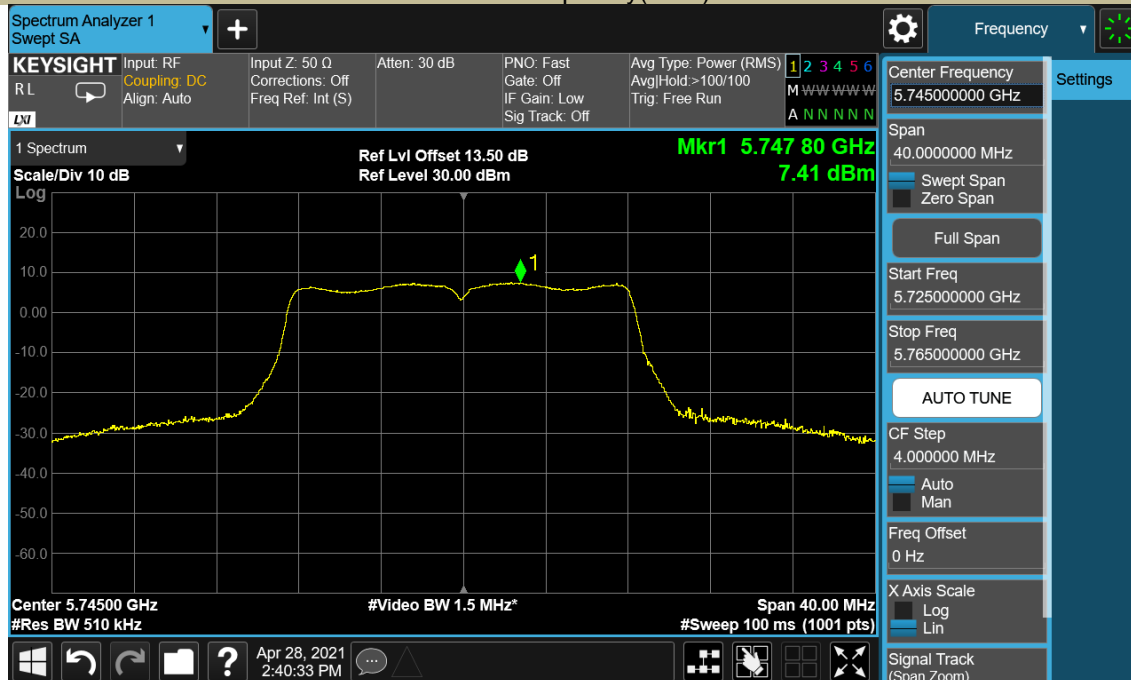 Spectrum Analyzer 1
Swept SA
+
Frequency
KEYSIGHT
RL
LXI
Input: RF
Coupling: DC
Align: Auto
Input Z: 50 Ω
Corrections: Off
Freq Ref: Int (S)
Atten: 30 dB
PNO: Fast
Gate: Off
IF Gain: Low
Sig Track: Off
Avg Type: Power (RMS)
Avg|Hold:>100/100
Trig: Free Run
1 2 3 4 5 6
M W W W W W
A N N N N N
1 Spectrum
Scale/Div 10 dB
Ref Lvl Offset 13.50 dB
Ref Level 30.00 dBm
Mkr1 5.747 80 GHz
7.41 dBm
Log
20.0
10.0
0.00
-10.0
-20.0
-30.0
-40.0
-50.0
-60.0
1
Center 5.74500 GHz
#Video BW 1.5 MHz*
Span 40.00 MHz
#Res BW 510 kHz
#Sweep 100 ms (1001 pts)
Center Frequency
5.745000000 GHz
Settings
Span
40.0000000 MHz
Swept Span
Zero Span
Full Span
Start Freq
5.725000000 GHz
Stop Freq
5.765000000 GHz
AUTO TUNE
CF Step
4.000000 MHz
Auto
Man
Freq Offset
0 Hz
X Axis Scale
Log
Lin
Signal Track
(Span Zoom)
?
Apr 28, 2021
2:40:33 PM